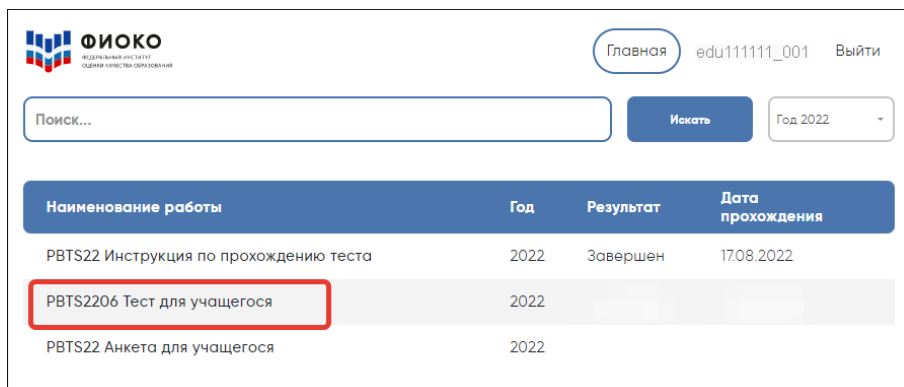 ФИОКО
ФЕДЕРАЛЬНЫЙ ИНСТИТУТ
ОЦЕНКИ КАЧЕСТВА ОБРАЗОВАНИЯ
Главная edu111111_001 Выйти
Поиск... Искать Год 2022
Наименование работы Год Результат Дата
прохождения
PBTS22 Инструкция по прохождению теста 2022 Завершен 17.08.2022
PBTS2206 Тест для учащегося 2022
PBTS22 Анкета для учащегося 2022